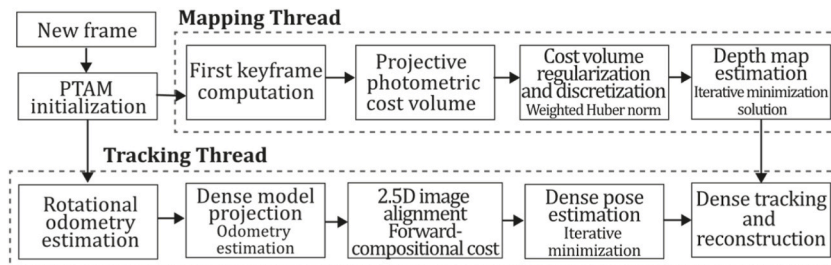 Mapping Thread
New frame
PTAM
initialization
First keyframe
computation
Projective
photometric
cost volume
Cost volume
regularization
and discretization
Weighted Huber norm
Depth map
estimation
Iterative minimization
solution
Tracking Thread
Rotational
odometry
estimation
Dense model
projection
Odometry
estimation
2.5D image
alignment
Forward-
compositional cost
Dense pose
estimation
Iterative
minimization
Dense tracking
and
reconstruction